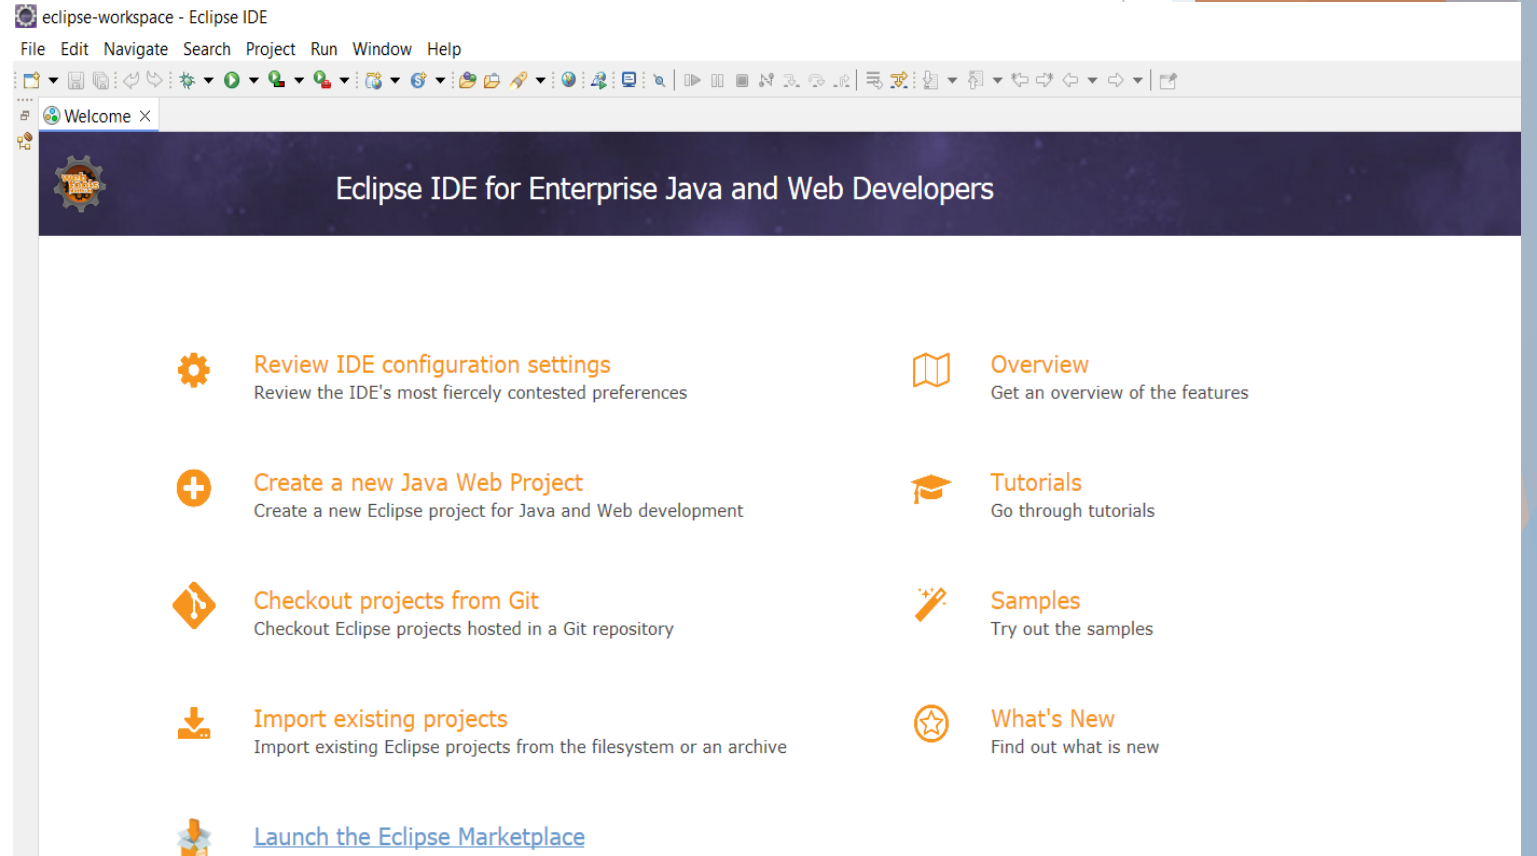 eclipse-workspace - Eclipse IDE
File Edit Navigate Search Project Run Window Help
Welcome
Eclipse IDE for Enterprise Java and Web Developers
Review IDE configuration settings
Review the IDE's most fiercely contested preferences
Overview
Get an overview of the features
Create a new Java Web Project
Create a new Eclipse project for Java and Web development
Tutorials
Go through tutorials
Checkout projects from Git
Checkout Eclipse projects hosted in a Git repository
Samples
Try out the samples
Import existing projects
Import existing Eclipse projects from the filesystem or an archive
What's New
Find out what is new
Launch the Eclipse Marketplace